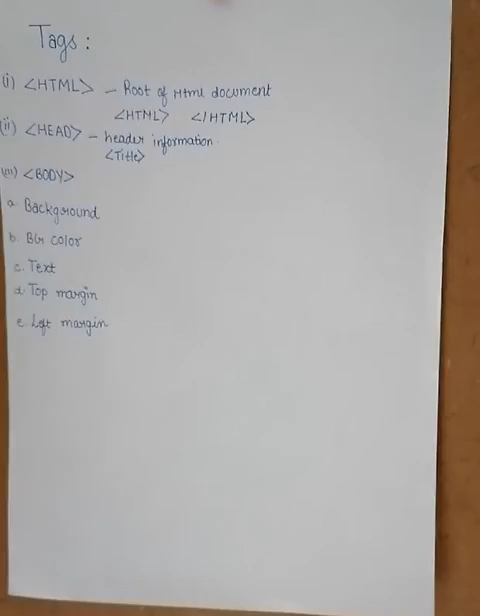 Tags :
(i) <HTML> - Root of Html document
<HTML> </HTML>
(ii) <HEAD> - header information.
<Title>
(iii) <BODY>
a. Background
b. BG color
c. Text
d. Top margin
e. Left margin